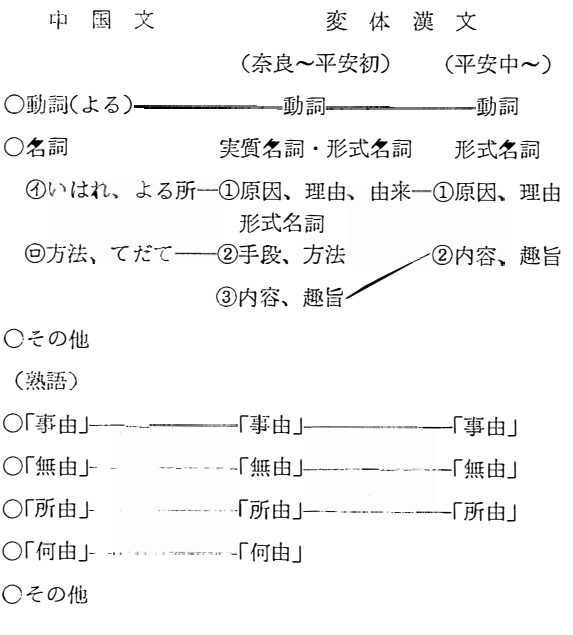 中国文　変体漢文
(奈良〜平安初)　(平安中〜)
○動詞(よる)――動詞――動詞
○名詞　実質名詞・形式名詞　形式名詞
㋑いはれ、よる所―①原因、理由、由来―①原因、理由
形式名詞
㋺方法、てだて――②手段、方法　②内容、趣旨
③内容、趣旨
○その他
(熟語)
○「事由」――「事由」――「事由」
○「無由」――「無由」――「無由」
○「所由」――「所由」――「所由」
○「何由」――「何由」
○その他